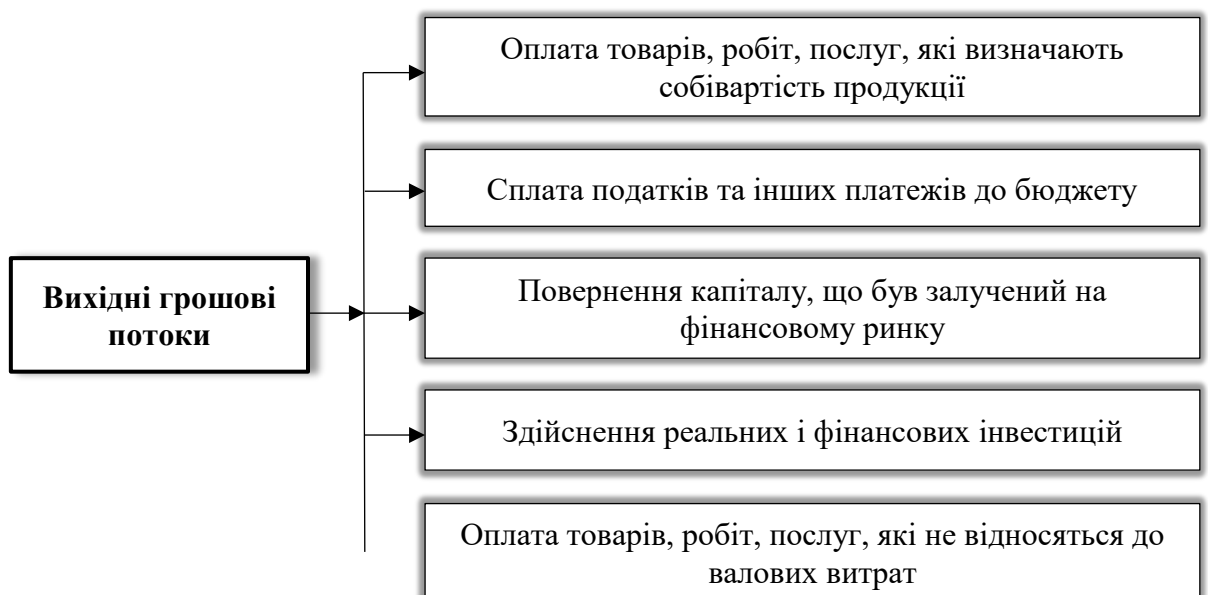 Оплата товарів, робіт, послуг, які визначають
собівартість продукції
Сплата податків та інших платежів до бюджету
Вихідні грошові
потоки
Повернення капіталу, що був залучений на
фінансовому ринку
Здійснення реальних і фінансових інвестицій
Оплата товарів, робіт, послуг, які не відносяться до
валових витрат